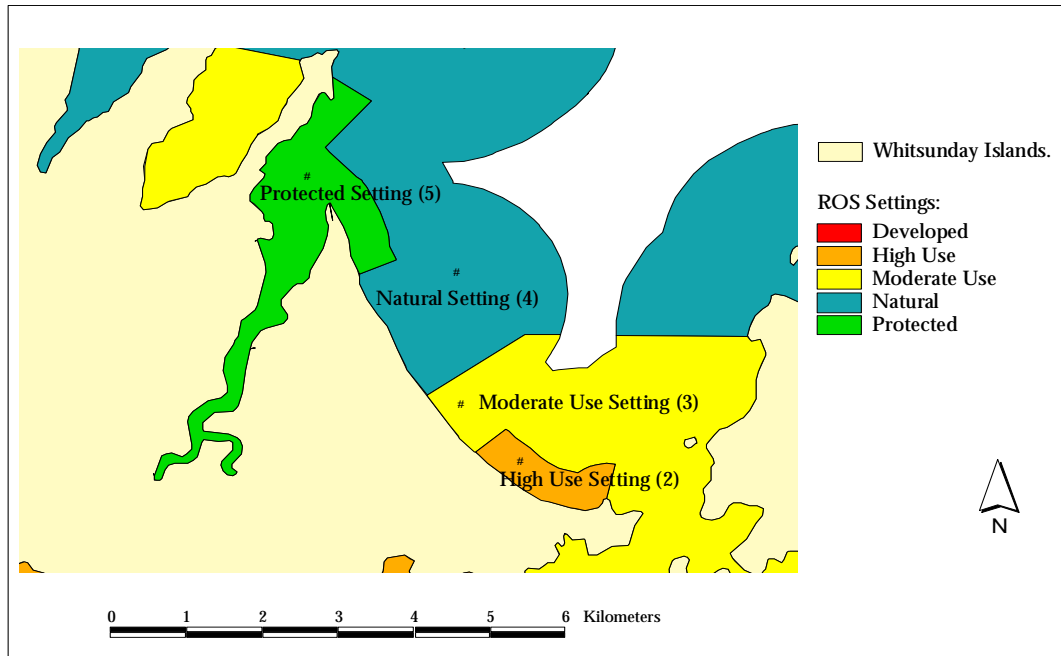 #
Protected Setting (5)
#
Natural Setting (4)
# Moderate Use Setting (3)
#
High Use Setting (2)
Whitsunday Islands.
ROS Settings:
Developed
High Use
Moderate Use
Natural
Protected
N
0 1 2 3 4 5 6 Kilometers